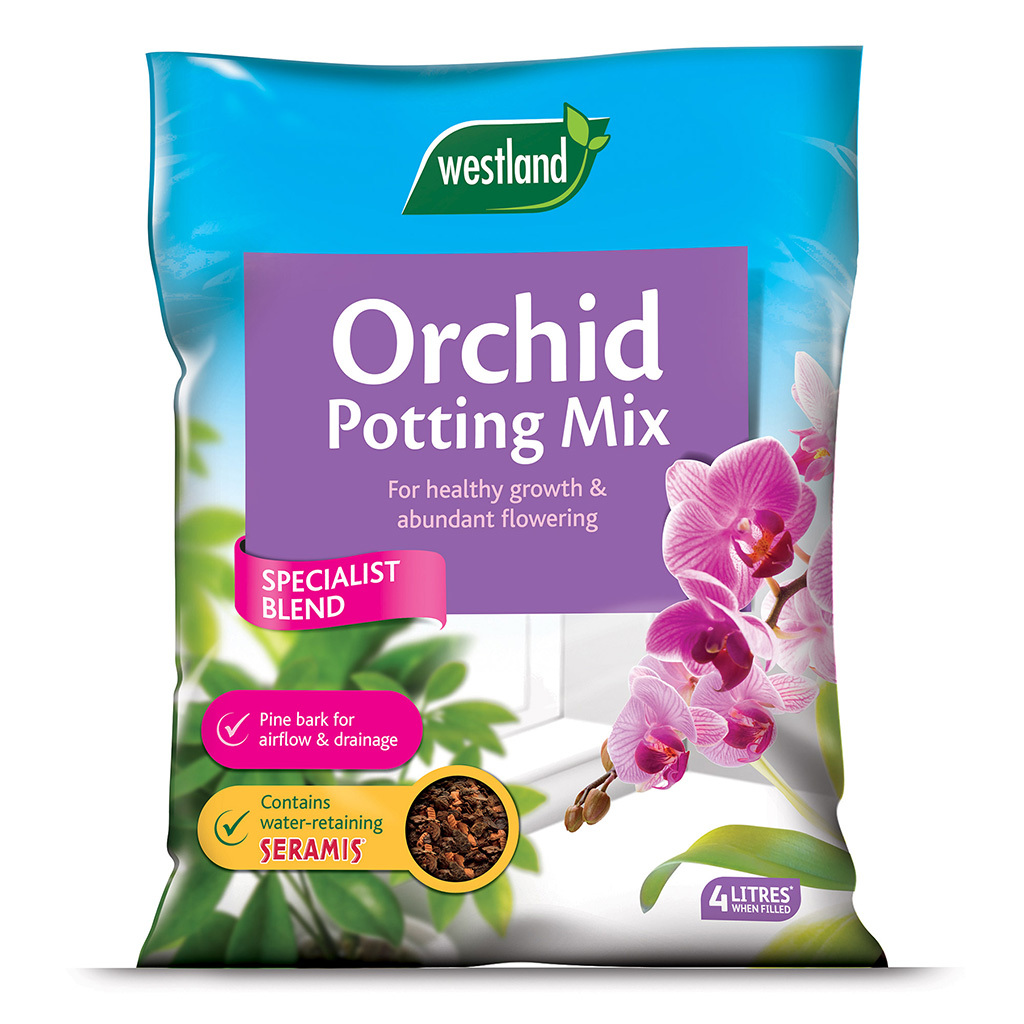 westland
Orchid
Potting Mix
For healthy growth &
abundant flowering
SPECIALIST
BLEND
Pine bark for
airflow & drainage
Contains
water-retaining
SERAMIS®
4 LITRES*
WHEN FILLED